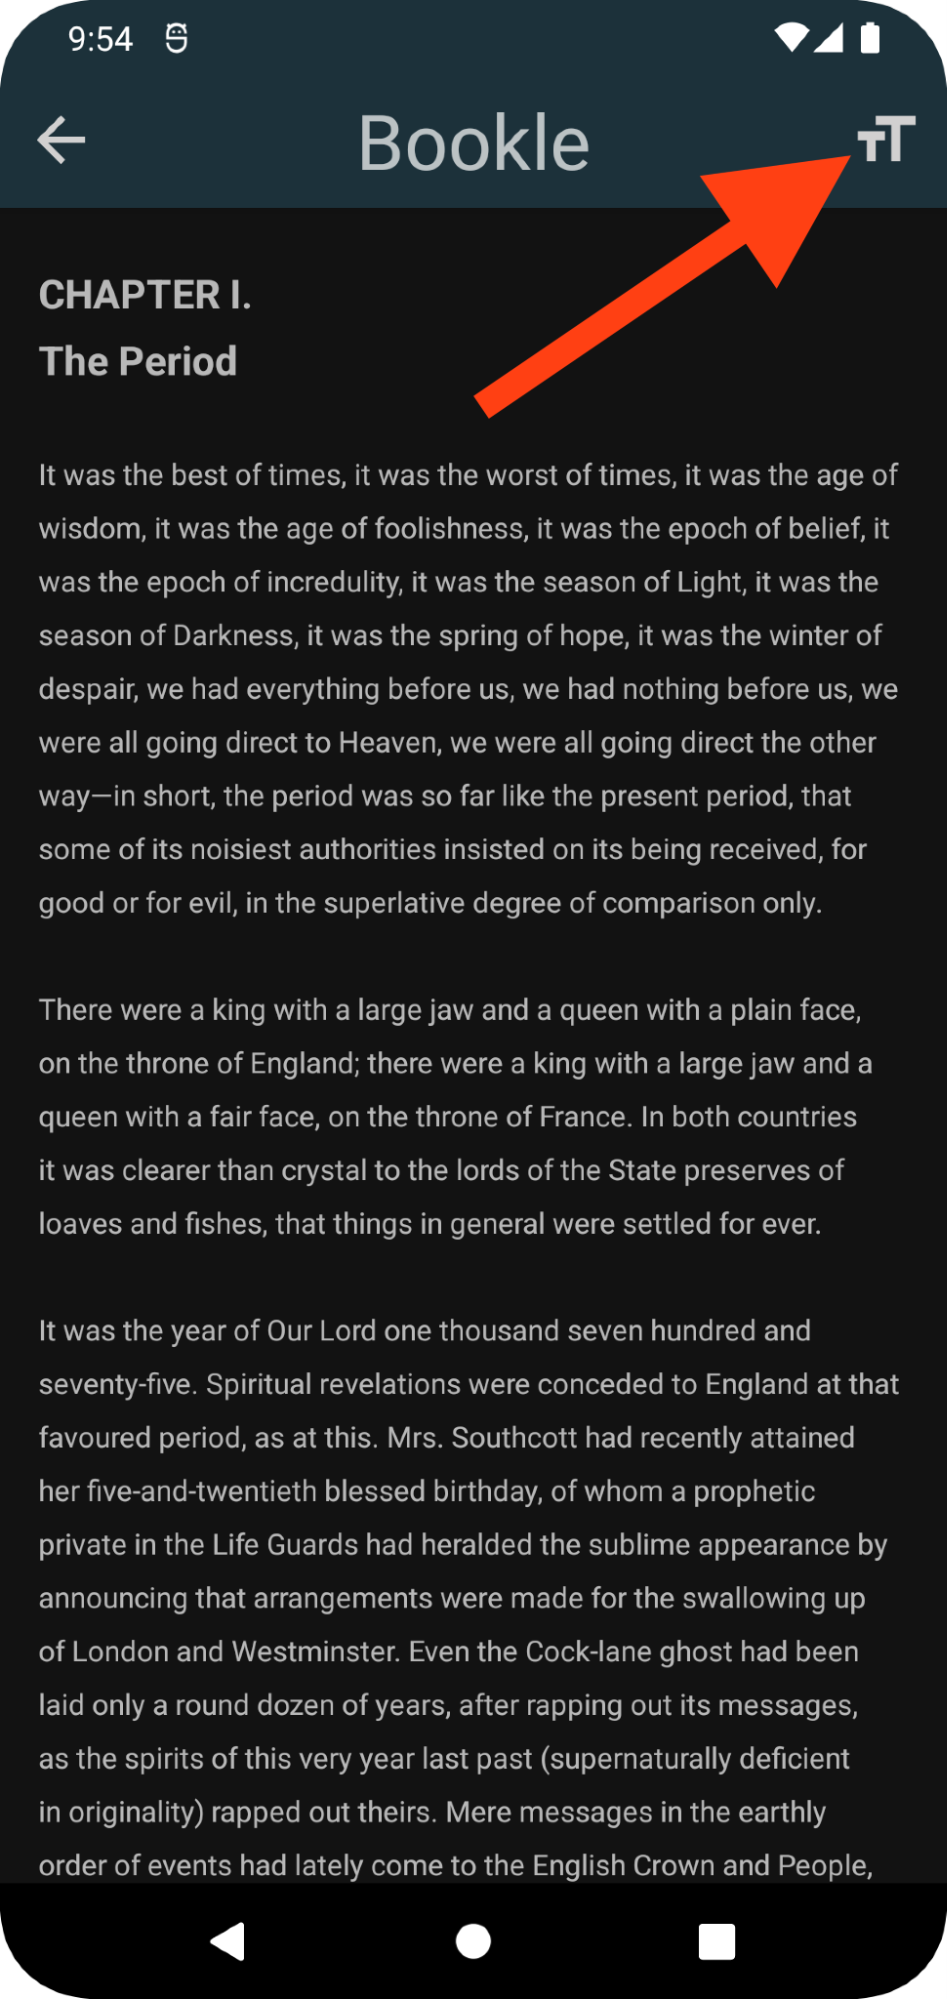 9:54
Bookle
TT
CHAPTER I.
The Period
It was the best of times, it was the worst of times, it was the age of
wisdom, it was the age of foolishness, it was the epoch of belief, it
was the epoch of incredulity, it was the season of Light, it was the
season of Darkness, it was the spring of hope, it was the winter of
despair, we had everything before us, we had nothing before us, we
were all going direct to Heaven, we were all going direct the other
way—in short, the period was so far like the present period, that
some of its noisiest authorities insisted on its being received, for
good or for evil, in the superlative degree of comparison only.
There were a king with a large jaw and a queen with a plain face,
on the throne of England; there were a king with a large jaw and a
queen with a fair face, on the throne of France. In both countries
it was clearer than crystal to the lords of the State preserves of
loaves and fishes, that things in general were settled for ever.
It was the year of Our Lord one thousand seven hundred and
seventy-five. Spiritual revelations were conceded to England at that
favoured period, as at this. Mrs. Southcott had recently attained
her five-and-twentieth blessed birthday, of whom a prophetic
private in the Life Guards had heralded the sublime appearance by
announcing that arrangements were made for the swallowing up
of London and Westminster. Even the Cock-lane ghost had been
laid only a round dozen of years, after rapping out its messages,
as the spirits of this very year last past (supernaturally deficient
in originality) rapped out theirs. Mere messages in the earthly
order of events had lately come to the English Crown and People,